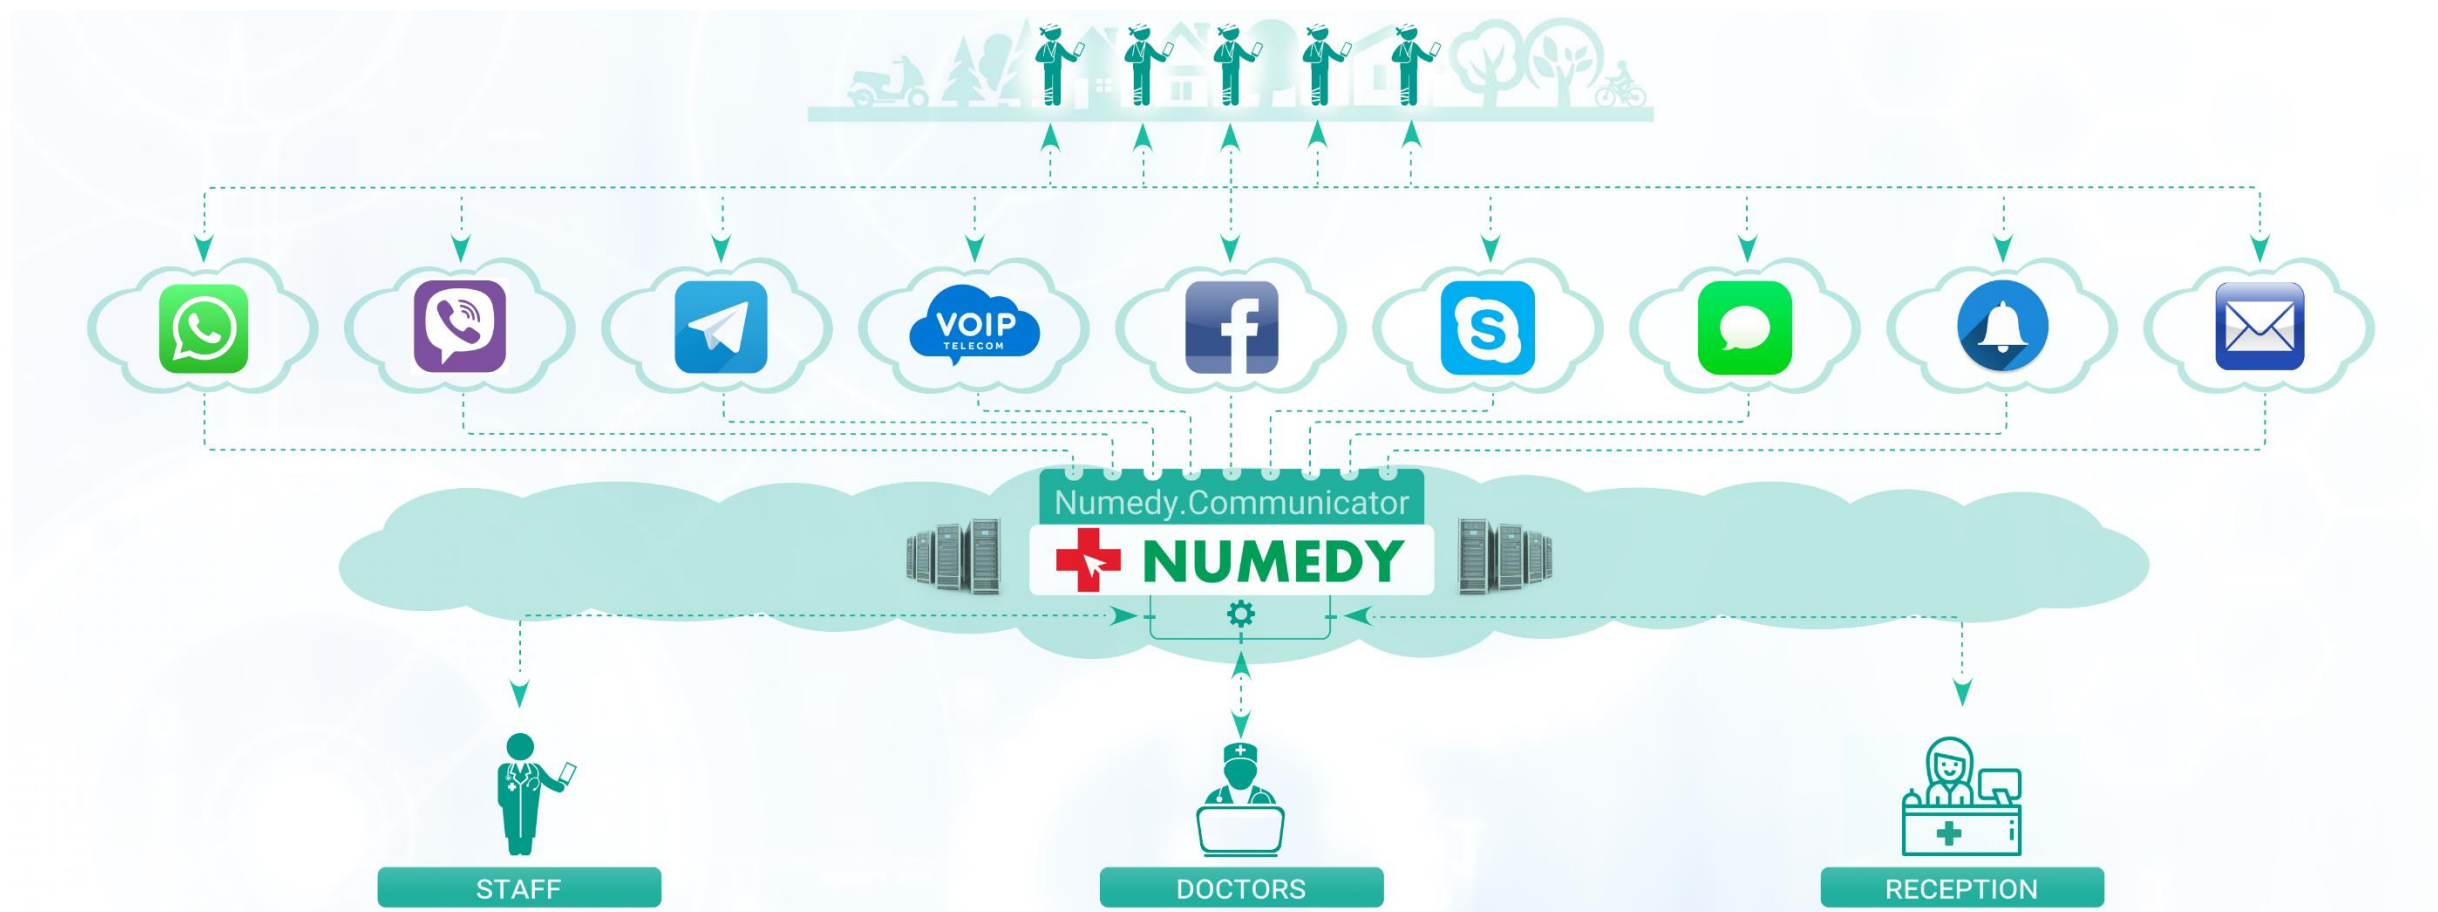 VOIP
TELECOM
Numedy.Communicator
NUMEDY
STAFF
DOCTORS
RECEPTION